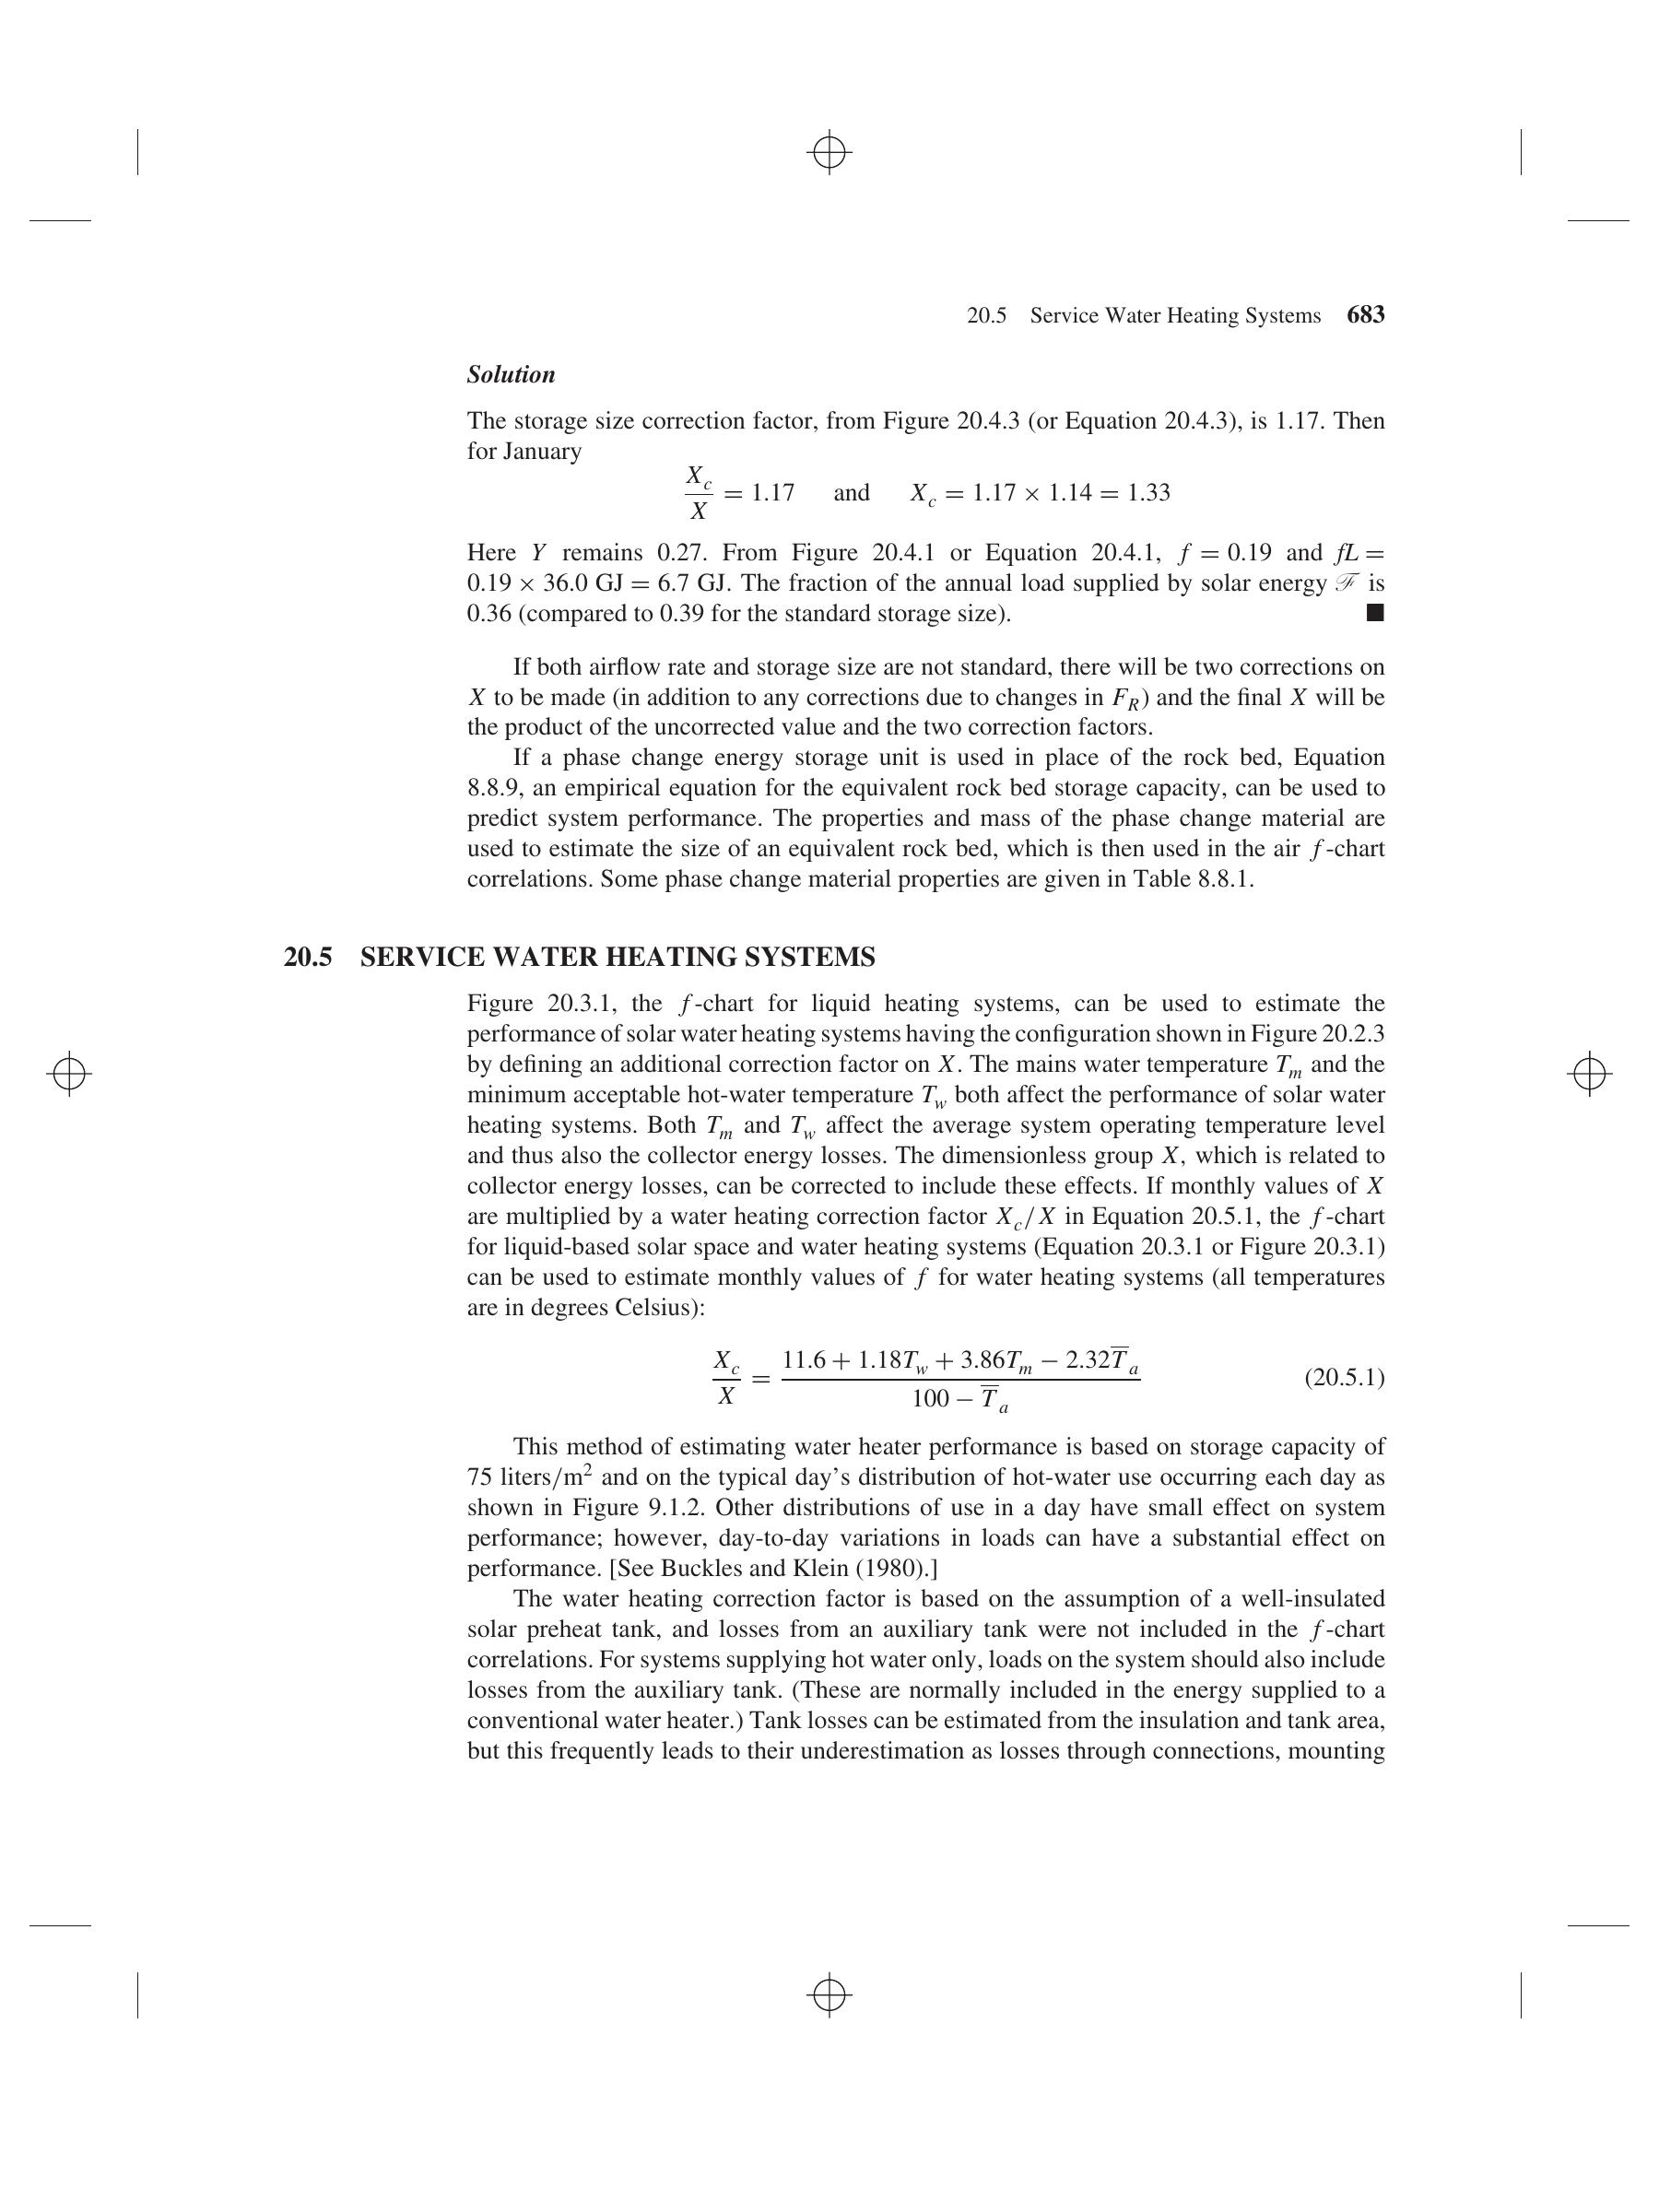 20.5 Service Water Heating Systems 683
Solution
The storage size correction factor, from Figure 20.4.3 (or Equation 20.4.3), is 1.17. Then
for January
X_c/X = 1.17 and X_c = 1.17 × 1.14 = 1.33
Here Y remains 0.27. From Figure 20.4.1 or Equation 20.4.1, f = 0.19 and fL =
0.19 × 36.0 GJ = 6.7 GJ. The fraction of the annual load supplied by solar energy ℱ is
0.36 (compared to 0.39 for the standard storage size). ■
If both airflow rate and storage size are not standard, there will be two corrections on
X to be made (in addition to any corrections due to changes in F_R) and the final X will be
the product of the uncorrected value and the two correction factors.
If a phase change energy storage unit is used in place of the rock bed, Equation
8.8.9, an empirical equation for the equivalent rock bed storage capacity, can be used to
predict system performance. The properties and mass of the phase change material are
used to estimate the size of an equivalent rock bed, which is then used in the air f-chart
correlations. Some phase change material properties are given in Table 8.8.1.
20.5 SERVICE WATER HEATING SYSTEMS
Figure 20.3.1, the f-chart for liquid heating systems, can be used to estimate the
performance of solar water heating systems having the configuration shown in Figure 20.2.3
by defining an additional correction factor on X. The mains water temperature T_m and the
minimum acceptable hot-water temperature T_w both affect the performance of solar water
heating systems. Both T_m and T_w affect the average system operating temperature level
and thus also the collector energy losses. The dimensionless group X, which is related to
collector energy losses, can be corrected to include these effects. If monthly values of X
are multiplied by a water heating correction factor X_c/X in Equation 20.5.1, the f-chart
for liquid-based solar space and water heating systems (Equation 20.3.1 or Figure 20.3.1)
can be used to estimate monthly values of f for water heating systems (all temperatures
are in degrees Celsius):
X_c/X = (11.6 + 1.18T_w + 3.86T_m − 2.32T̅_a)/(100 − T̅_a) (20.5.1)
This method of estimating water heater performance is based on storage capacity of
75 liters/m² and on the typical day's distribution of hot-water use occurring each day as
shown in Figure 9.1.2. Other distributions of use in a day have small effect on system
performance; however, day-to-day variations in loads can have a substantial effect on
performance. [See Buckles and Klein (1980).]
The water heating correction factor is based on the assumption of a well-insulated
solar preheat tank, and losses from an auxiliary tank were not included in the f-chart
correlations. For systems supplying hot water only, loads on the system should also include
losses from the auxiliary tank. (These are normally included in the energy supplied to a
conventional water heater.) Tank losses can be estimated from the insulation and tank area,
but this frequently leads to their underestimation as losses through connections, mounting